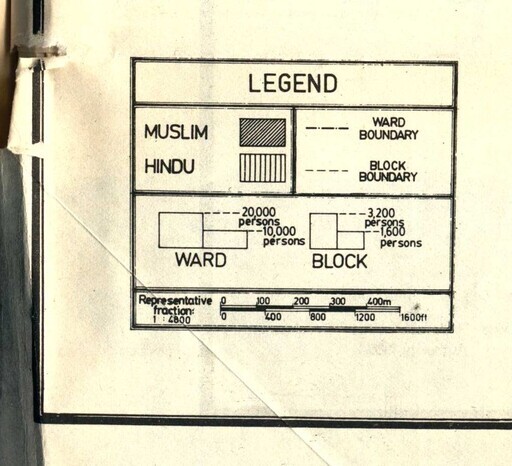 LEGEND
MUSLIM
HINDU
WARD
BOUNDARY
BLOCK
BOUNDARY
20,000
persons
10,000
persons
WARD
3,200
persons
1,600
persons
BLOCK
Representative
fraction:
1 : 4800
0 100 200 300 400m
0 400 800 1200 1600ft